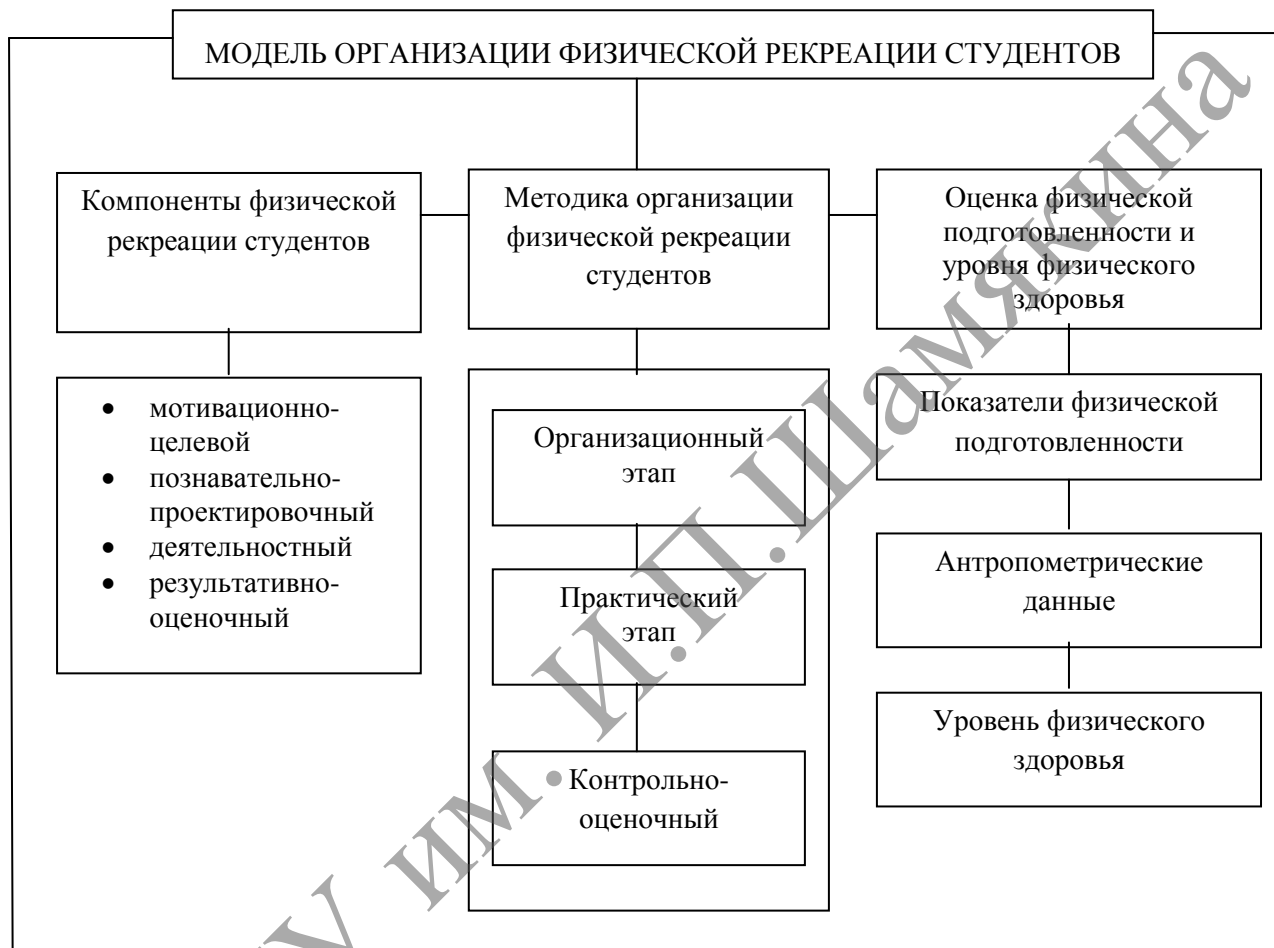 МОДЕЛЬ ОРГАНИЗАЦИИ ФИЗИЧЕСКОЙ РЕКРЕАЦИИ СТУДЕНТОВ
Компоненты физической
рекреации студентов
Методика организации
физической рекреации
студентов
Оценка физической
подготовленности и
уровня физического
здоровья
• мотивационно-
целевой
• познавательно-
проектировочный
• деятельностный
• результативно-
оценочный
Организационный
этап
Практический
этап
Контрольно-
оценочный
Показатели физической
подготовленности
Антропометрические
данные
Уровень физического
здоровья
им. И.П.Шамякина